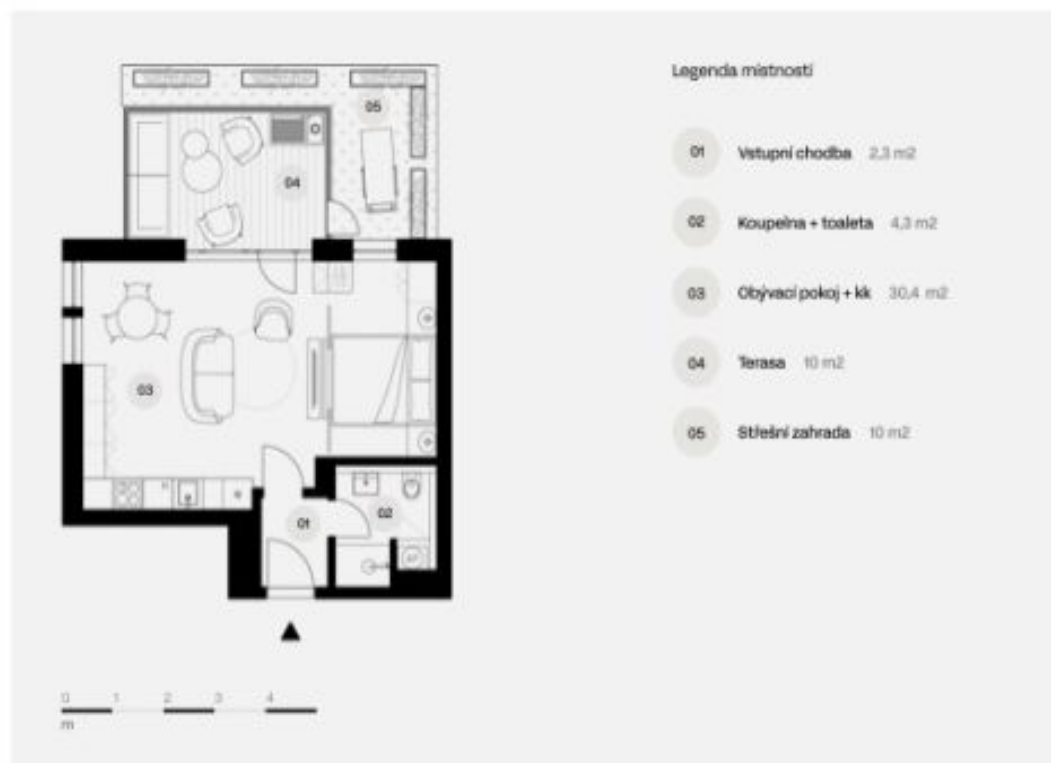 Legenda místností
01 Vstupní chodba 2,3 m2
02 Koupelna + toaleta 4,3 m2
03 Obývací pokoj + kk 30,4 m2
04 Terasa 10 m2
05 Střešní zahrada 10 m2
05
04
03
02
01
0 1 2 3 4
m